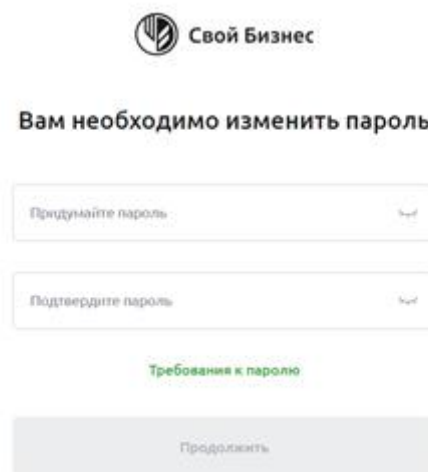 Свой Бизнес
Вам необходимо изменить пароль
Придумайте пароль
Подтвердите пароль
Требования к паролю
Продолжить